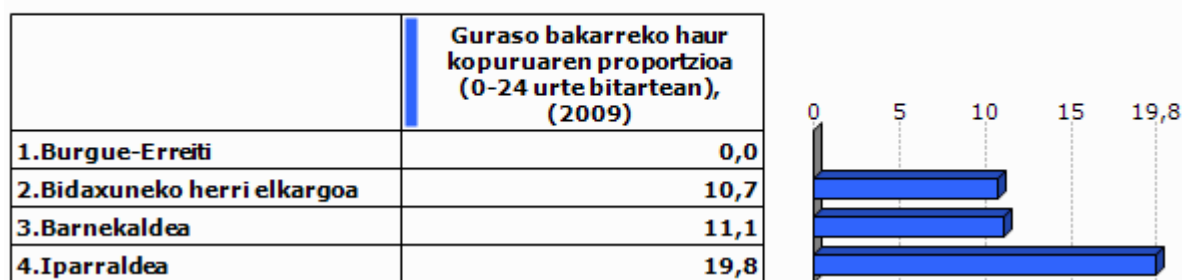 Guraso bakarreko haur
kopuruaren proportzioa
(0-24 urte bitartean),
(2009)
0 5 10 15 19,8
1.Burgue-Erreiti 0,0
2.Bidaxuneko herri elkargoa 10,7
3.Barnekaldea 11,1
4.Iparraldea 19,8